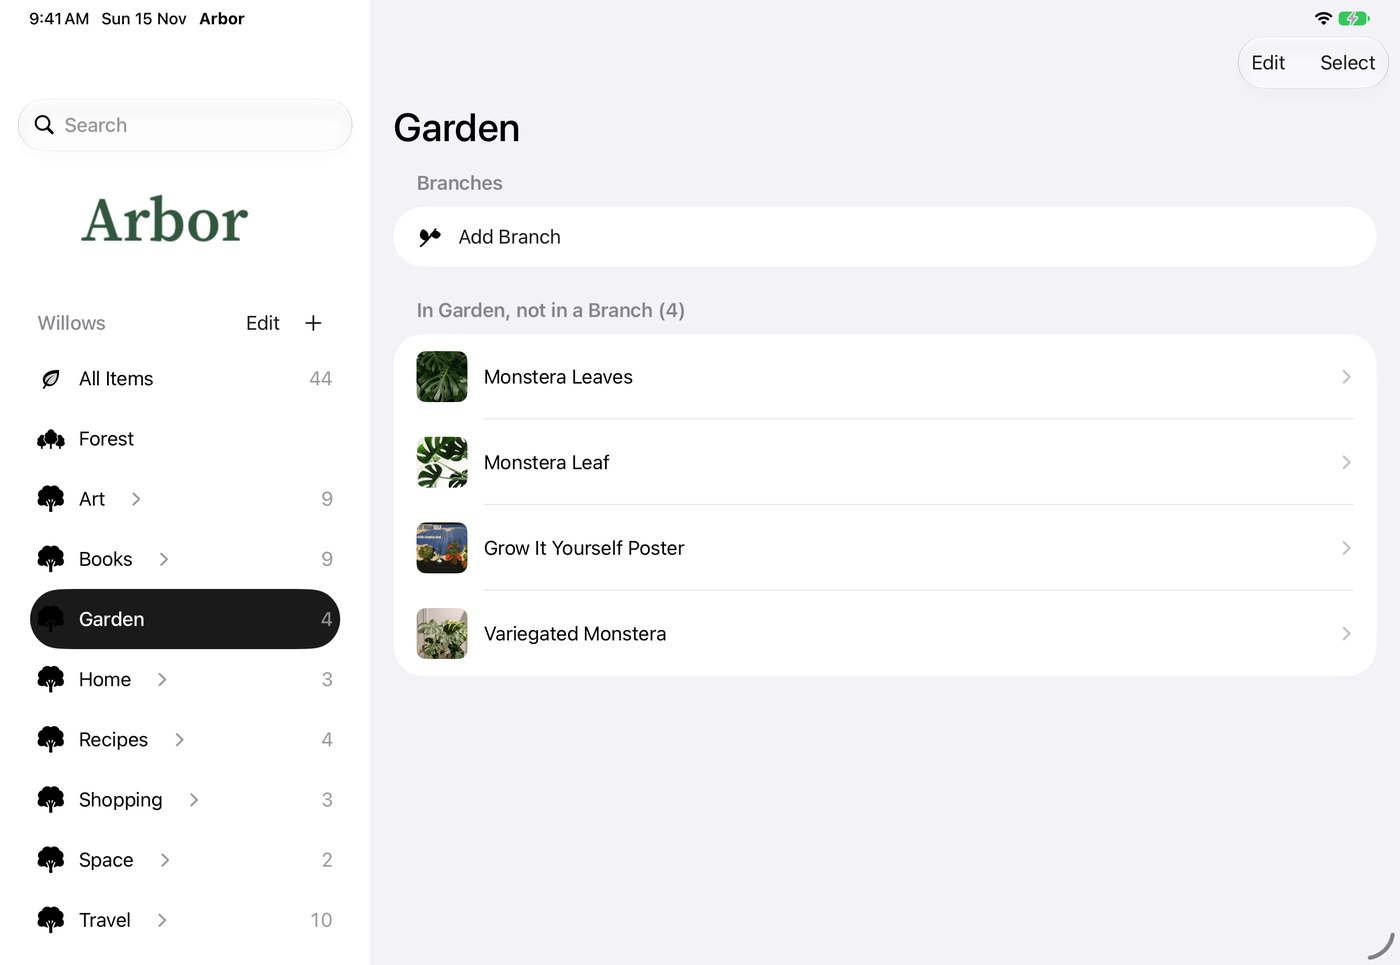 9:41 AM Sun 15 Nov Arbor
Edit Select
Search
Arbor
Willows Edit +
All Items 44
Forest
Art 9
Books 9
Garden 4
Home 3
Recipes 4
Shopping 3
Space 2
Travel 10
Garden
Branches
Add Branch
In Garden, not in a Branch (4)
Monstera Leaves
Monstera Leaf
Grow It Yourself Poster
Variegated Monstera